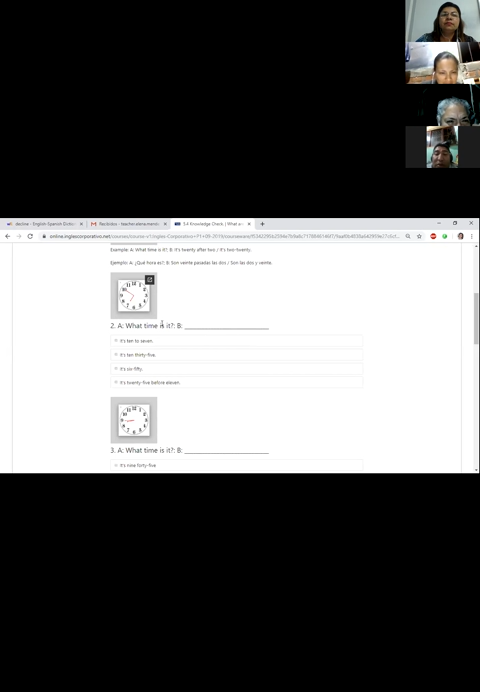 decline - English-Spanish Dictio
Recibidos - teacher.elena.mem
5.4 Knowledge Check | What a
online.inglescorporativo.net
Example: A: What time is it?, B: It's twenty after two / It's two-twenty.
Ejemplo: A: ¿Qué hora es?, B: Son veinte pasadas las dos / Son las dos y veinte.
2. A: What time is it?: B: ____________________
It's ten to seven.
It's ten thirty-five.
It's six-fifty.
It's twenty-five before eleven.
3. A: What time is it?: B: ____________________
It's nine forty-five